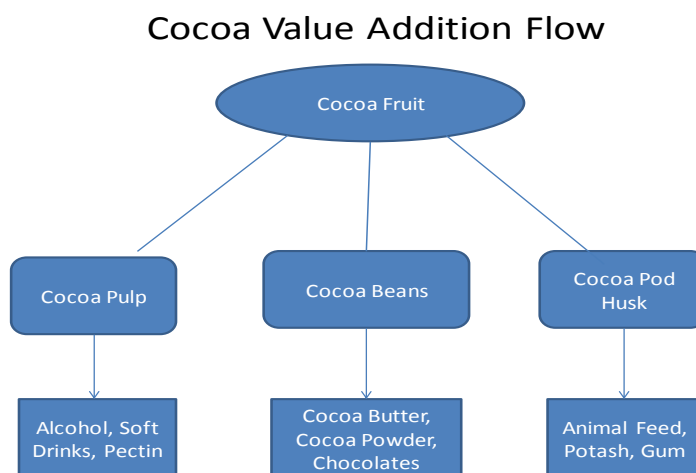 Cocoa Value Addition Flow
Cocoa Fruit
Cocoa Pulp
Cocoa Beans
Cocoa Pod
Husk
Alcohol, Soft
Drinks, Pectin
Cocoa Butter,
Cocoa Powder,
Chocolates
Animal Feed,
Potash, Gum